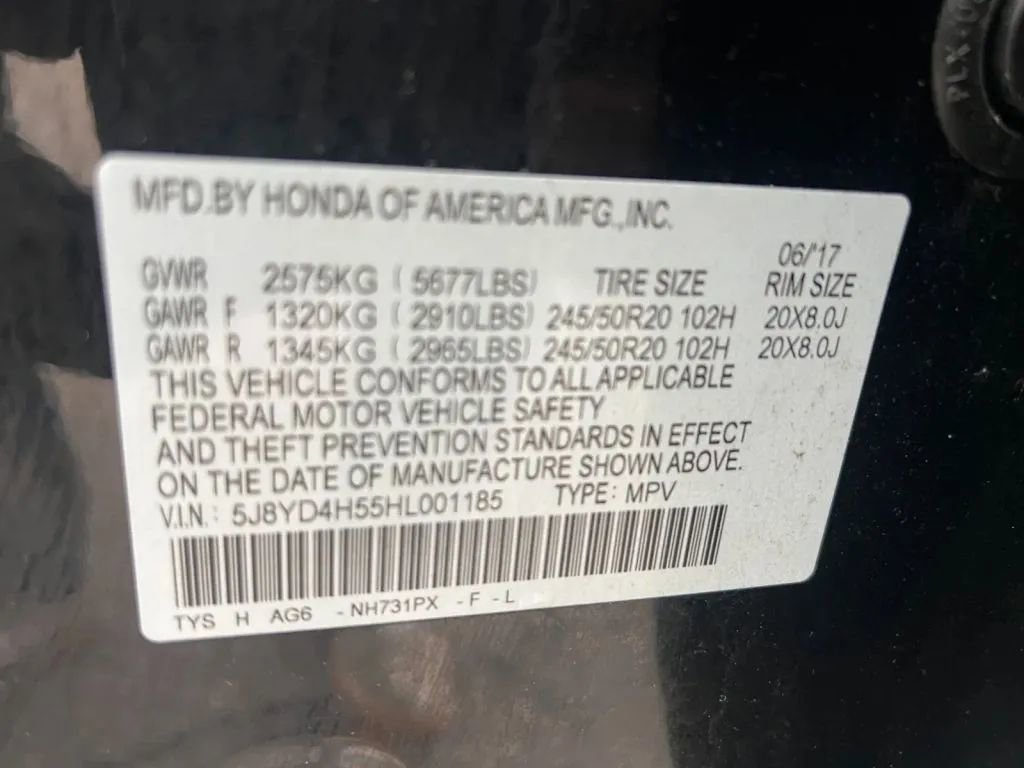 PLX
MFD.BY HONDA OF AMERICA MFG.,INC.
06/'17
GVWR 2575KG ( 5677LBS) TIRE SIZE RIM SIZE
GAWR F 1320KG ( 2910LBS) 245/50R20 102H 20X8.0J
GAWR R 1345KG ( 2965LBS) 245/50R20 102H 20X8.0J
THIS VEHICLE CONFORMS TO ALL APPLICABLE
FEDERAL MOTOR VEHICLE SAFETY
AND THEFT PREVENTION STANDARDS IN EFFECT
ON THE DATE OF MANUFACTURE SHOWN ABOVE.
V.I.N.: 5J8YD4H55HL001185 TYPE: MPV
TYS H AG6 -NH731PX -F -L